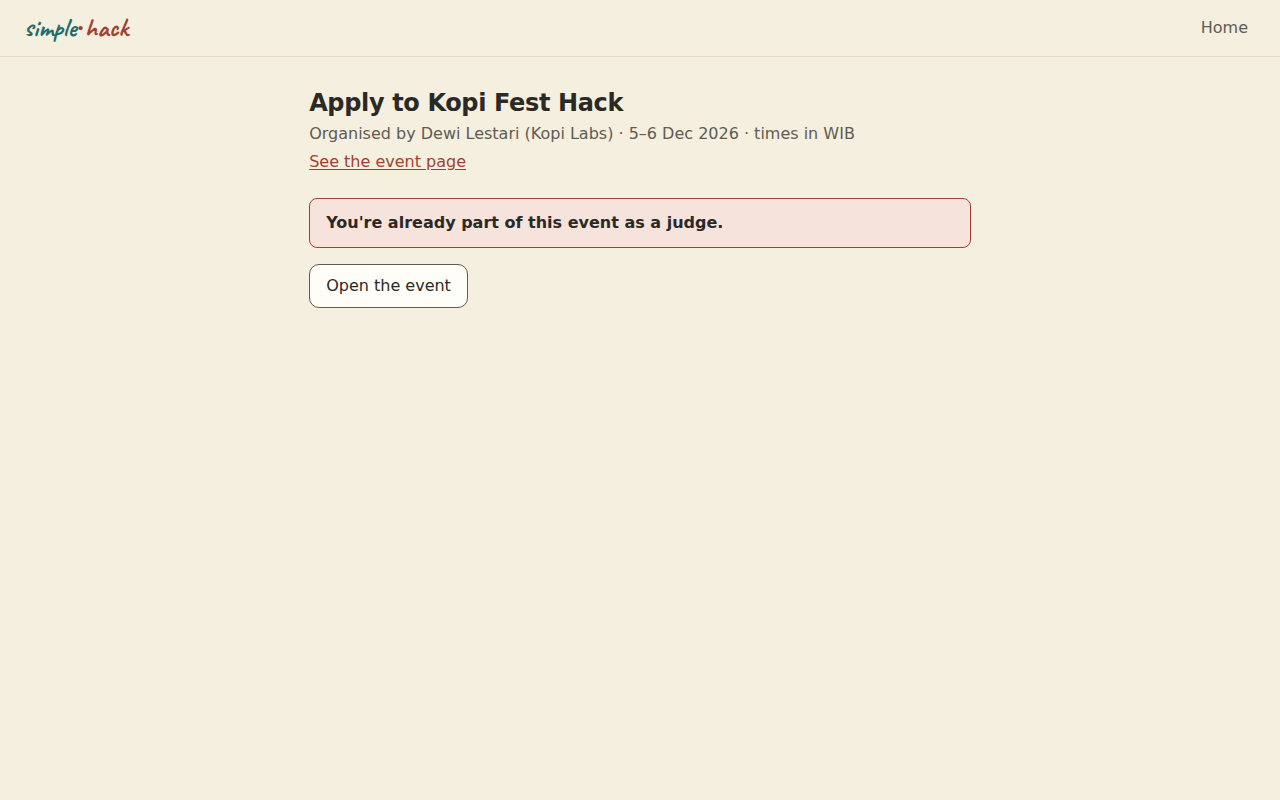 simple·hack
Home
Apply to Kopi Fest Hack
Organised by Dewi Lestari (Kopi Labs) · 5–6 Dec 2026 · times in WIB
See the event page
You're already part of this event as a judge.
Open the event